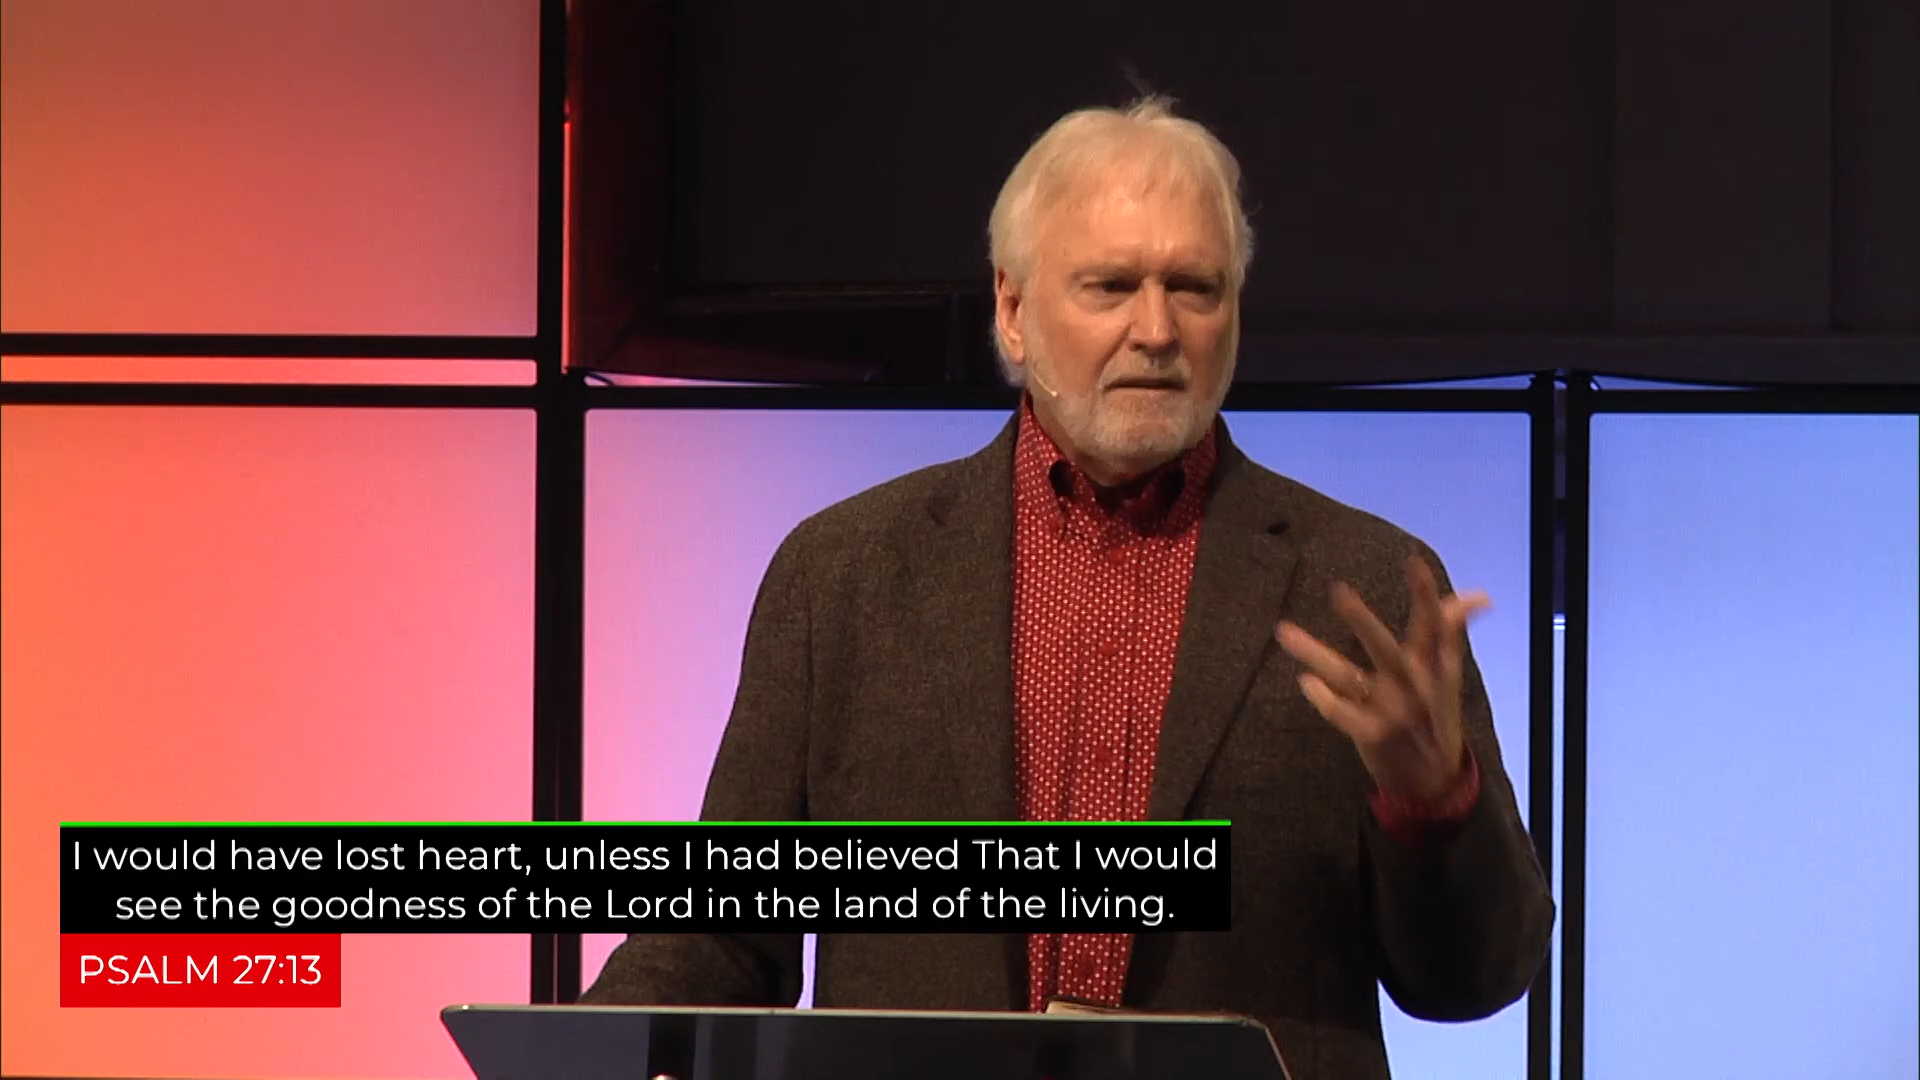 I would have lost heart, unless I had believed That I would
see the goodness of the Lord in the land of the living.
PSALM 27:13